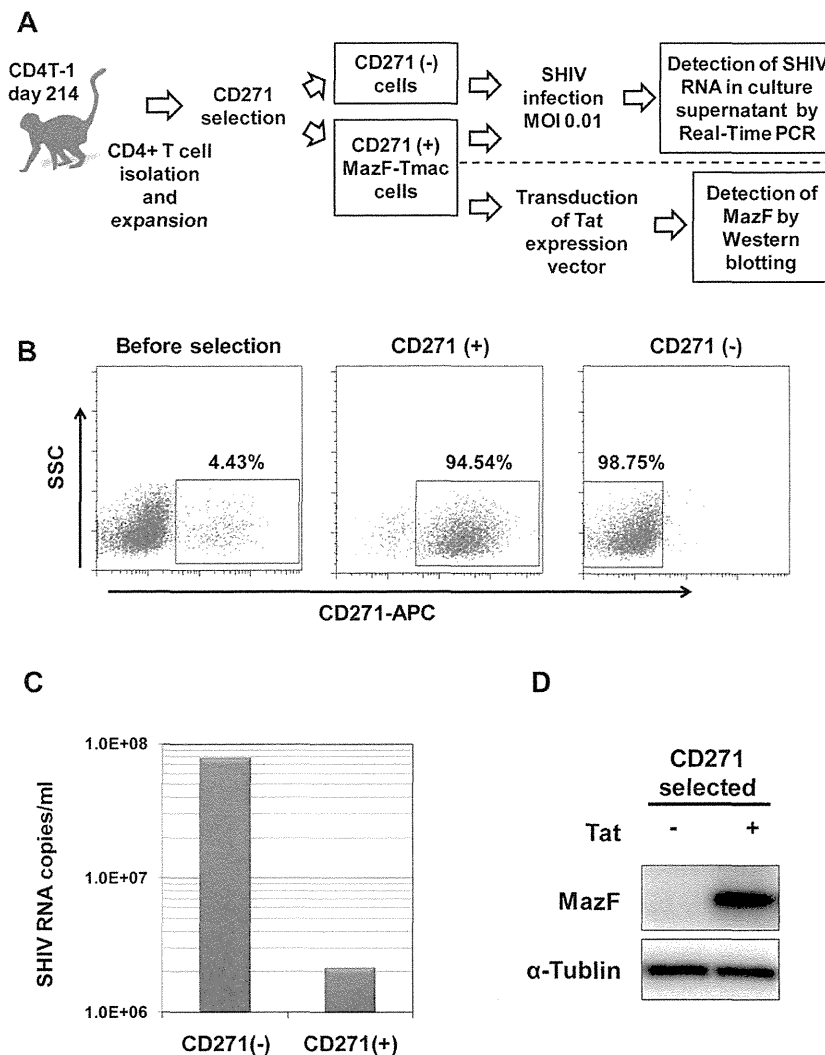 A
CD4T-1
day 214
CD4+ T cell
isolation
and
expansion
CD271
selection
CD271 (-)
cells
CD271 (+)
MazF-Tmac
cells
SHIV
infection
MOI 0.01
Detection of SHIV
RNA in culture
supernatant by
Real-Time PCR
Transduction
of Tat
expression
vector
Detection of
MazF by
Western
blotting
B
Before selection
CD271 (+)
CD271 (-)
SSC
4.43%
94.54%
98.75%
CD271-APC
C
SHIV RNA copies/ml
1.0E+08
1.0E+07
1.0E+06
CD271(-)
CD271(+)
D
CD271
selected
Tat - +
MazF
α-Tublin